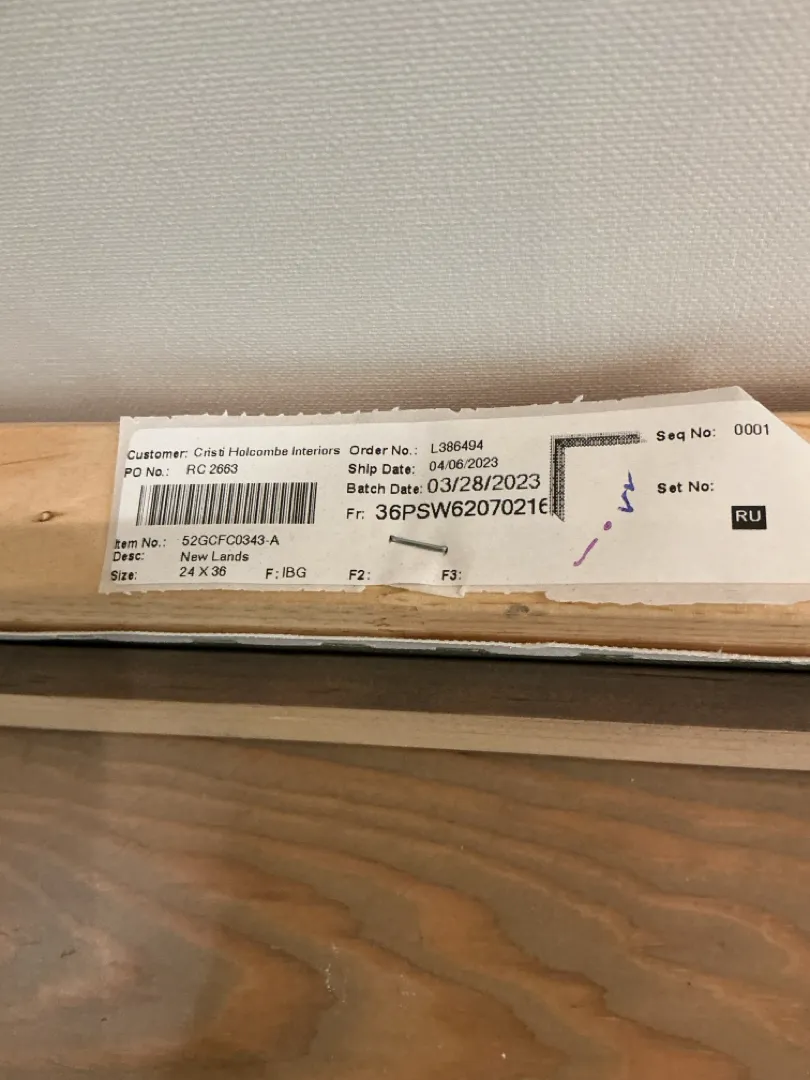 Customer: Cristi Holcombe Interiors Order No.: L386494
PO No.: RC 2663 Ship Date: 04/06/2023
Batch Date: 03/28/2023
Fr: 36PSW62070216
Item No.: 52GCFC0343-A
Desc: New Lands
Size: 24 X 36 F: IBG F2: F3:
Seq No: 0001
Set No:
RU